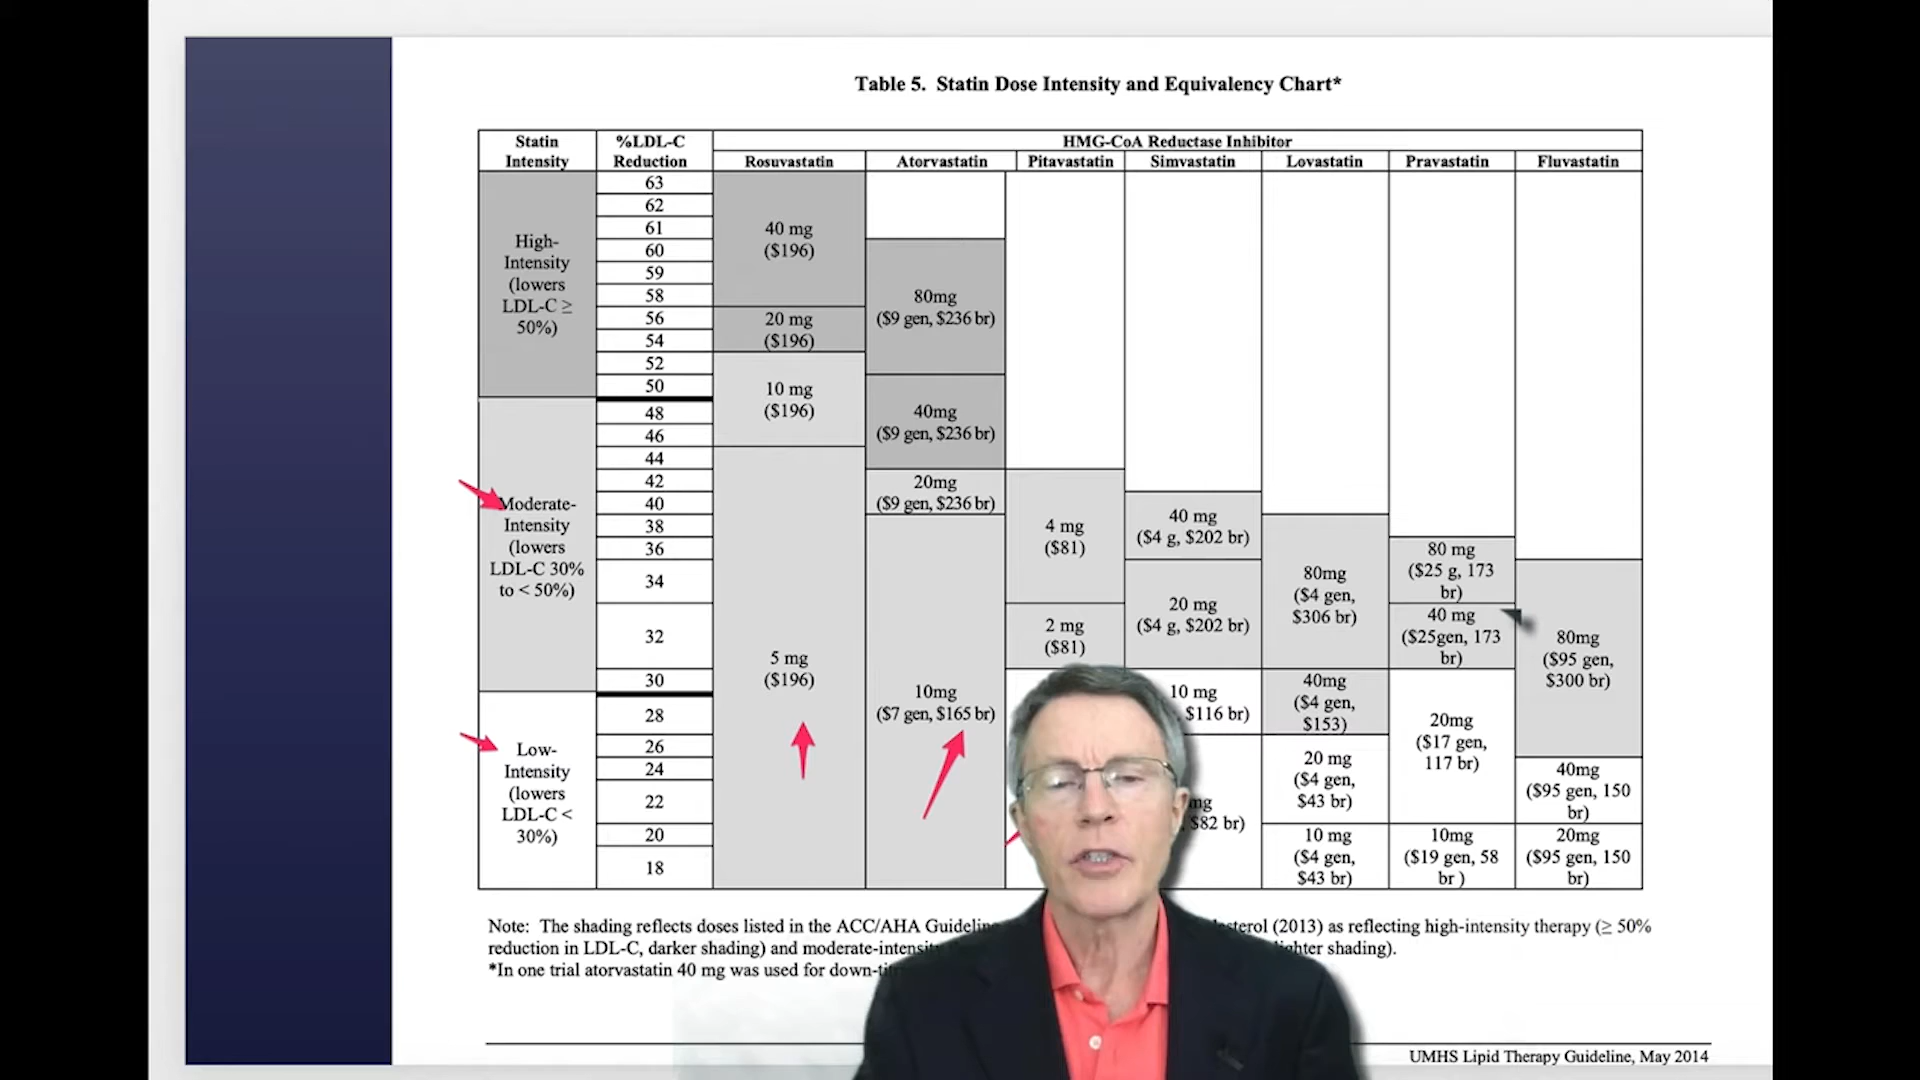 Table 5. Statin Dose Intensity and Equivalency Chart*
Statin Intensity
%LDL-C Reduction
HMG-CoA Reductase Inhibitor
Rosuvastatin
Atorvastatin
Pitavastatin
Simvastatin
Lovastatin
Pravastatin
Fluvastatin
High-
Intensity
(lowers
LDL-C ≥
50%)
Moderate-
Intensity
(lowers
LDL-C 30%
to < 50%)
Low-
Intensity
(lowers
LDL-C <
30%)
63
62
61
60
59
58
56
54
52
50
48
46
44
42
40
38
36
34
32
30
28
26
24
22
20
18
40 mg
($196)
20 mg
($196)
10 mg
($196)
5 mg
($196)
80mg
($9 gen, $236 br)
40mg
($9 gen, $236 br)
20mg
($9 gen, $236 br)
10mg
($7 gen, $165 br)
4 mg
($81)
2 mg
($81)
40 mg
($4 g, $202 br)
20 mg
($4 g, $202 br)
10 mg
$116 br)
mg
$82 br)
80mg
($4 gen,
$306 br)
40mg
($4 gen,
$153)
20 mg
($4 gen,
$43 br)
10 mg
($4 gen,
$43 br)
80 mg
($25 g, 173
br)
40 mg
($25gen, 173
br)
20mg
($17 gen,
117 br)
10mg
($19 gen, 58
br )
80mg
($95 gen,
$300 br)
40mg
($95 gen, 150
br)
20mg
($95 gen, 150
br)
Note: The shading reflects doses listed in the ACC/AHA (2013) as reflecting high-intensity therapy (≥ 50%
reduction in LDL-C, darker shading) and shading).
*In one trial atorvastatin 40 mg was used for
UMHS Lipid Therapy Guideline, May 2014